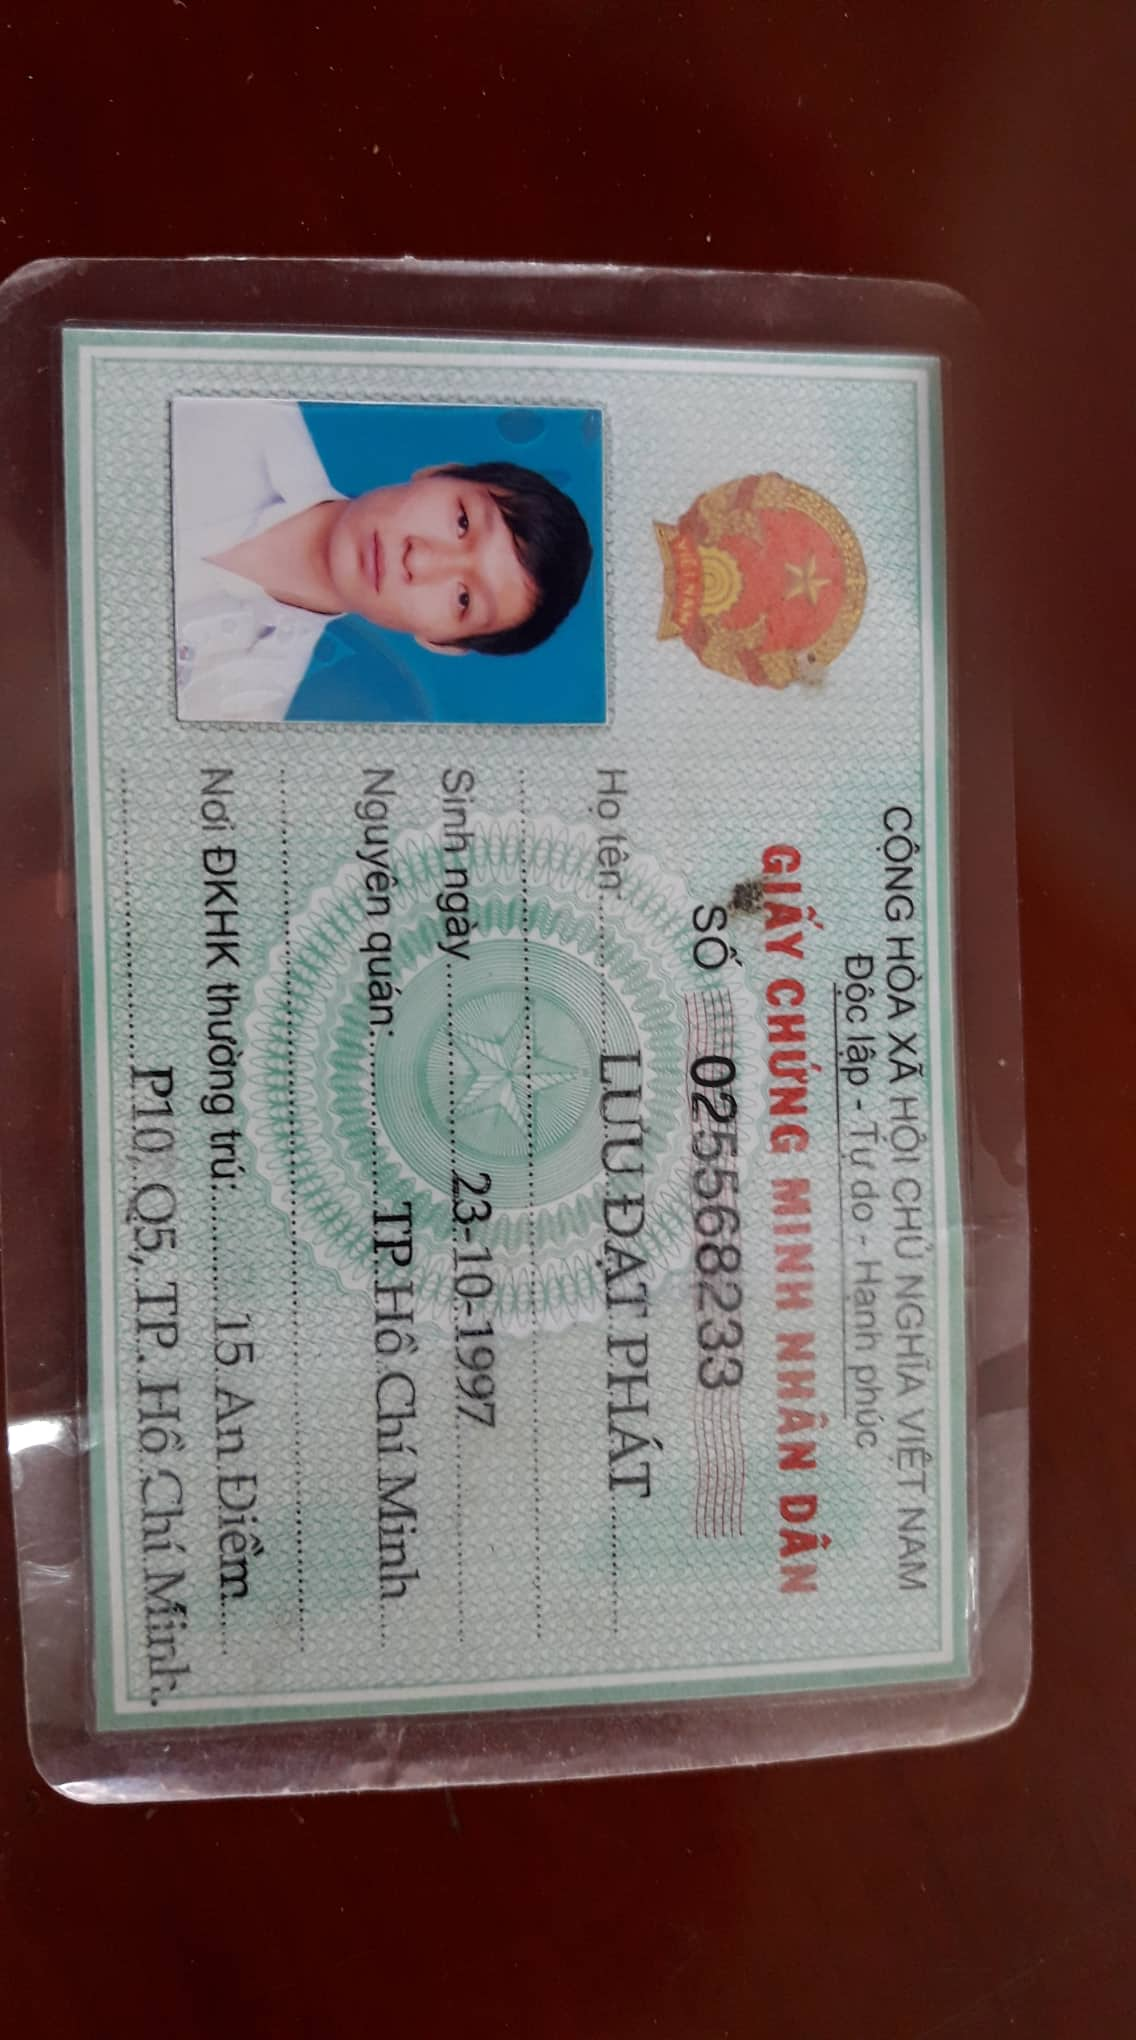 CỘNG HÒA XÃ HỘI CHỦ NGHĨA VIỆT NAM
Độc lập - Tự do - Hạnh phúc
GIẤY CHỨNG MINH NHÂN DÂN
SỐ 025568233
Họ tên: LƯU ĐẠT PHÁT
Sinh ngày 23-10-1997
Nguyên quán: TP. Hồ Chí Minh
Nơi ĐKHK thường trú: 15 An Điềm
P10, Q5, TP. Hồ Chí Minh.
VIỆT NAM